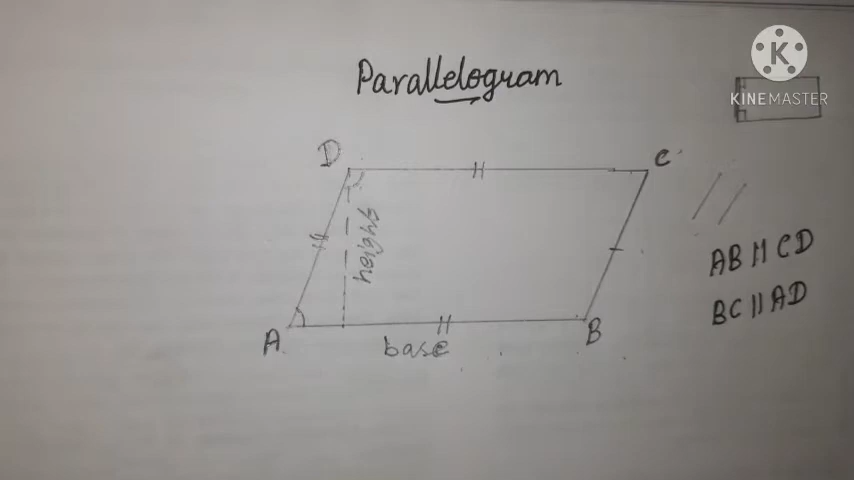 Parallelogram
K
KINEMASTER
D
C
height
AB || CD
BC || AD
A
base
B